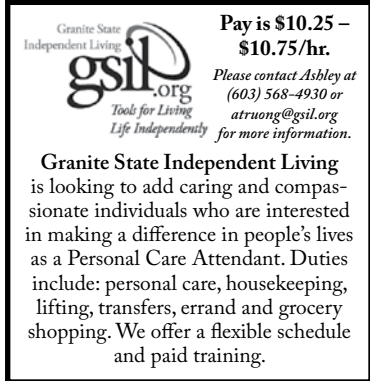 Granite State
Independent Living
gsil
.org
Tools for Living
Life Independently
Pay is $10.25 –
$10.75/hr.
Please contact Ashley at
(603) 568-4930 or
atruong@gsil.org
for more information.
Granite State Independent Living
is looking to add caring and compas-
sionate individuals who are interested
in making a difference in people’s lives
as a Personal Care Attendant. Duties
include: personal care, housekeeping,
lifting, transfers, errand and grocery
shopping. We offer a flexible schedule
and paid training.